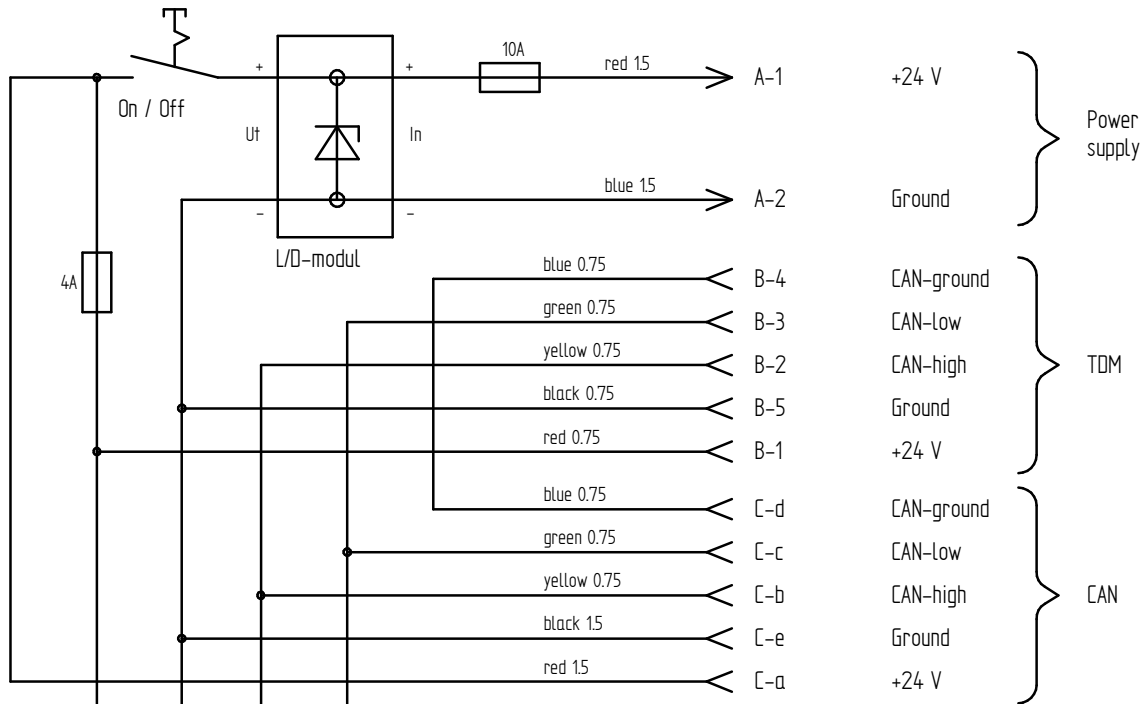 10A red 1.5 A-1 +24 V
+ +
On / Off
Ut In
Power
supply
blue 1.5 A-2 Ground
- -
L/D-modul
4A
blue 0.75 B-4 CAN-ground
green 0.75 B-3 CAN-low
yellow 0.75 B-2 CAN-high TDM
black 0.75 B-5 Ground
red 0.75 B-1 +24 V
blue 0.75 C-d CAN-ground
green 0.75 C-c CAN-low
yellow 0.75 C-b CAN-high CAN
black 1.5 C-e Ground
red 1.5 C-a +24 V